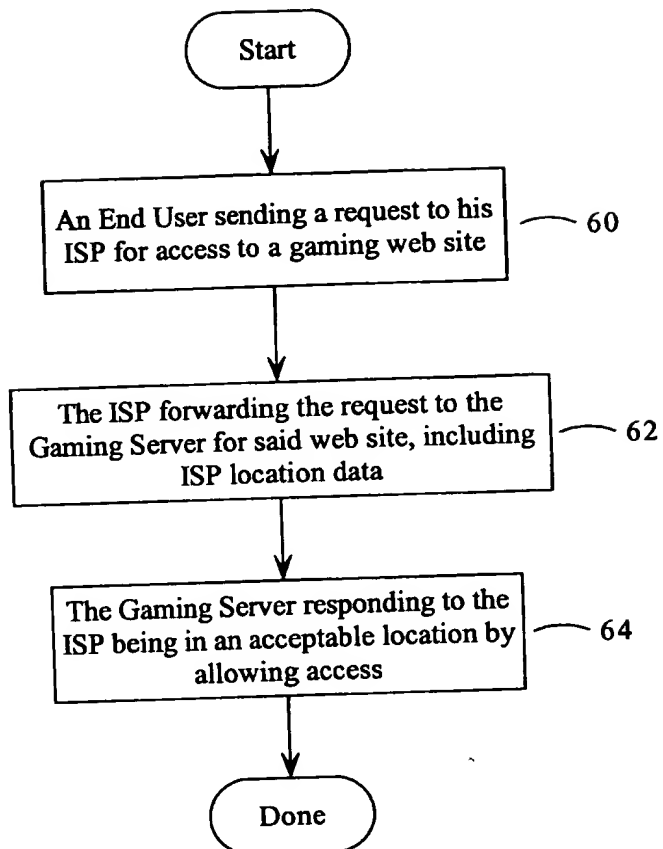 Start
An End User sending a request to his
ISP for access to a gaming web site
60
The ISP forwarding the request to the
Gaming Server for said web site, including
ISP location data
62
The Gaming Server responding to the
ISP being in an acceptable location by
allowing access
64
Done